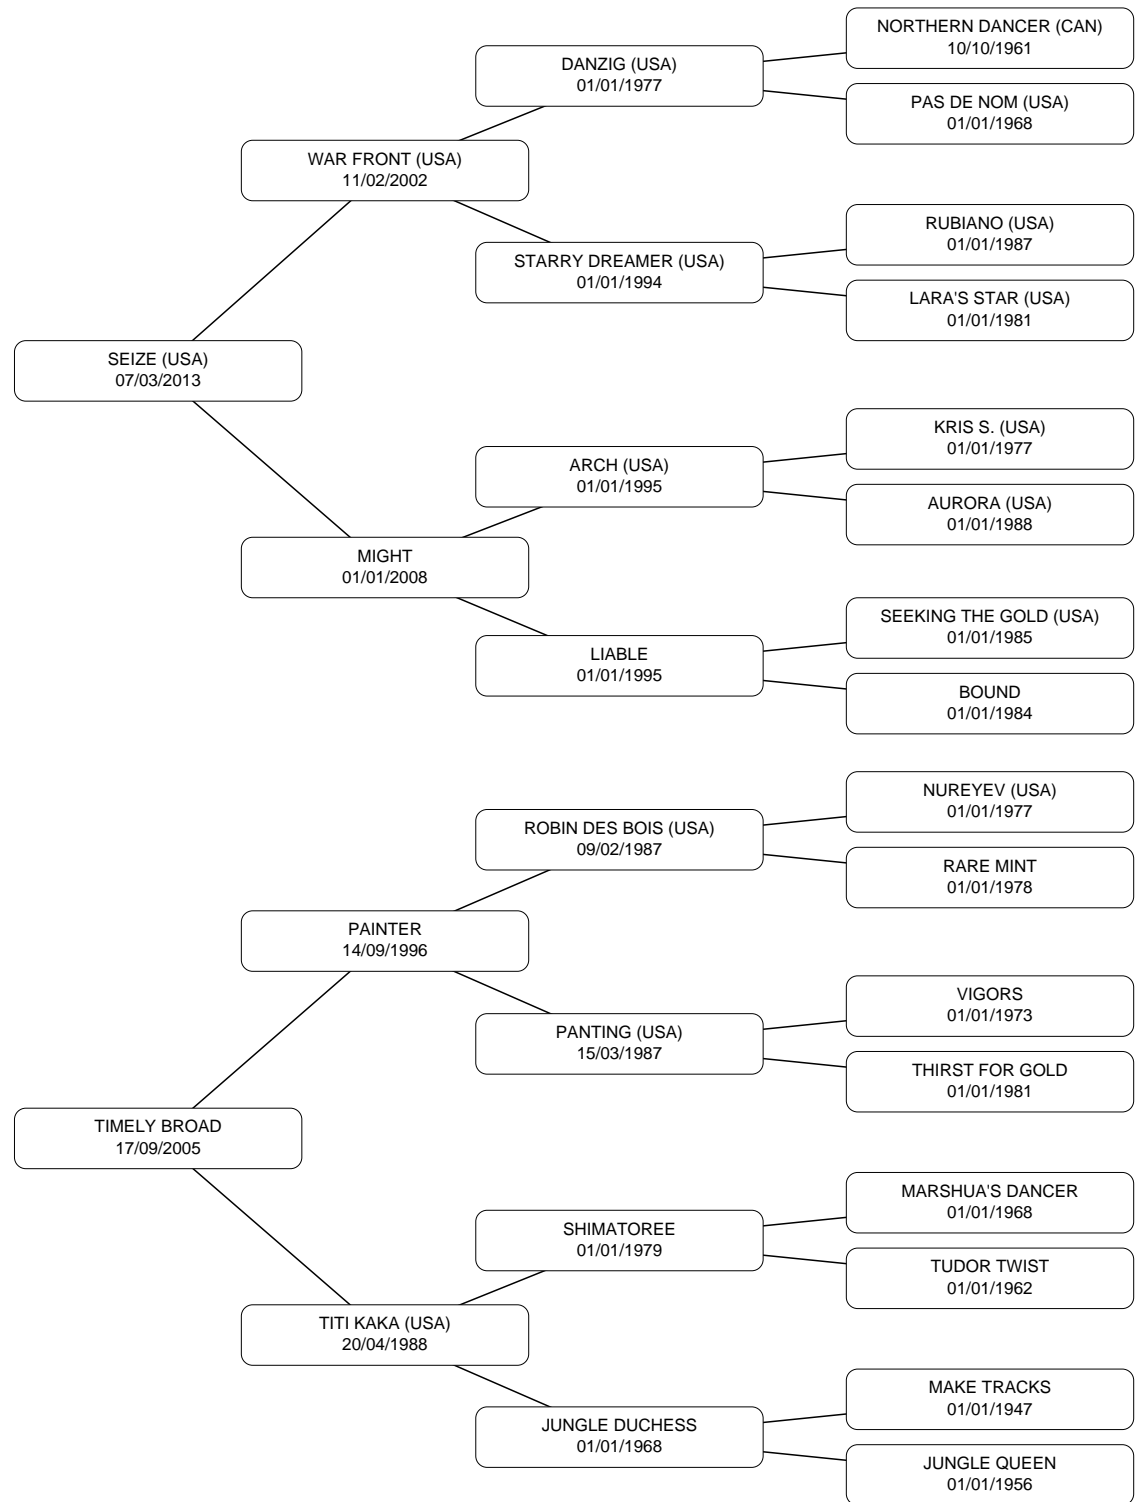 NORTHERN DANCER (CAN)
10/10/1961
DANZIG (USA)
01/01/1977
PAS DE NOM (USA)
01/01/1968
WAR FRONT (USA)
11/02/2002
RUBIANO (USA)
01/01/1987
STARRY DREAMER (USA)
01/01/1994
LARA'S STAR (USA)
01/01/1981
SEIZE (USA)
07/03/2013
KRIS S. (USA)
01/01/1977
ARCH (USA)
01/01/1995
AURORA (USA)
01/01/1988
MIGHT
01/01/2008
SEEKING THE GOLD (USA)
01/01/1985
LIABLE
01/01/1995
BOUND
01/01/1984
NUREYEV (USA)
01/01/1977
ROBIN DES BOIS (USA)
09/02/1987
RARE MINT
01/01/1978
PAINTER
14/09/1996
VIGORS
01/01/1973
PANTING (USA)
15/03/1987
THIRST FOR GOLD
01/01/1981
TIMELY BROAD
17/09/2005
MARSHUA'S DANCER
01/01/1968
SHIMATOREE
01/01/1979
TUDOR TWIST
01/01/1962
TITI KAKA (USA)
20/04/1988
MAKE TRACKS
01/01/1947
JUNGLE DUCHESS
01/01/1968
JUNGLE QUEEN
01/01/1956